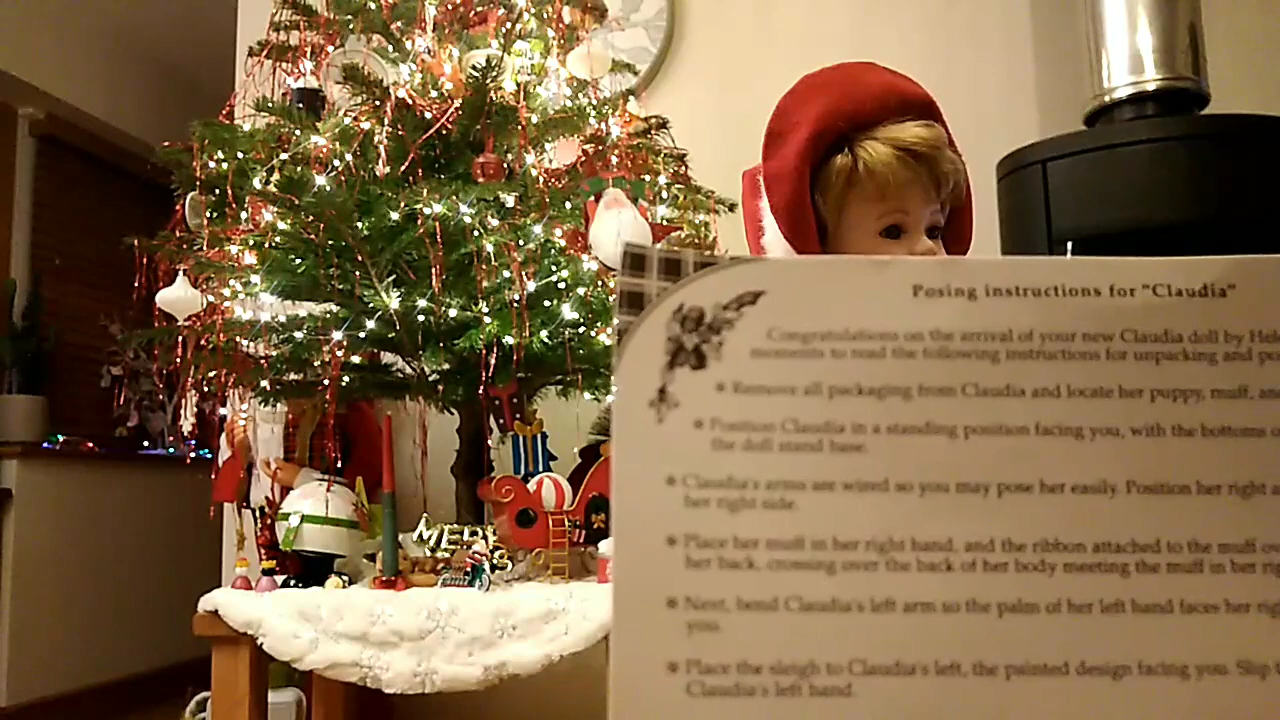 MERRY
Posing instructions for "Claudia"
Congratulations on the arrival of your new Claudia doll by
moments to read the following instructions for unpacking and
Remove all packaging from Claudia and locate her puppy, muff,
Position Claudia in a standing position facing you, with the bottoms
the doll stand base.
Claudia's arms are wired so you may pose her easily. Position her right
her right side.
Place her muff in her right hand, and the ribbon attached to the muff
her back, crossing over the back of her body meeting the muff in her
Next, bend Claudia's left arm so the palm of her left hand faces her
you.
Place the sleigh to Claudia's left, the painted design facing you. Slip
Claudia's left hand.